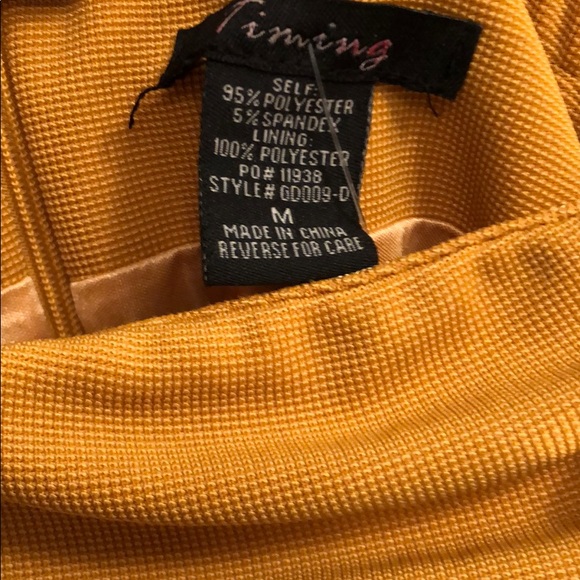 Timing
SELF:
95% POLYESTER
5% SPANDEX
LINING:
100% POLYESTER
PO# 11938
STYLE# GD009-D
M
MADE IN CHINA
REVERSE FOR CARE